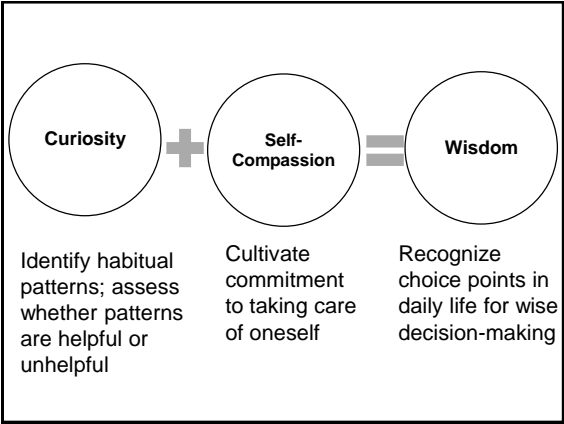 Curiosity
Self-
Compassion
Wisdom
Identify habitual
patterns; assess
whether patterns
are helpful or
unhelpful
Cultivate
commitment
to taking care
of oneself
Recognize
choice points in
daily life for wise
decision-making